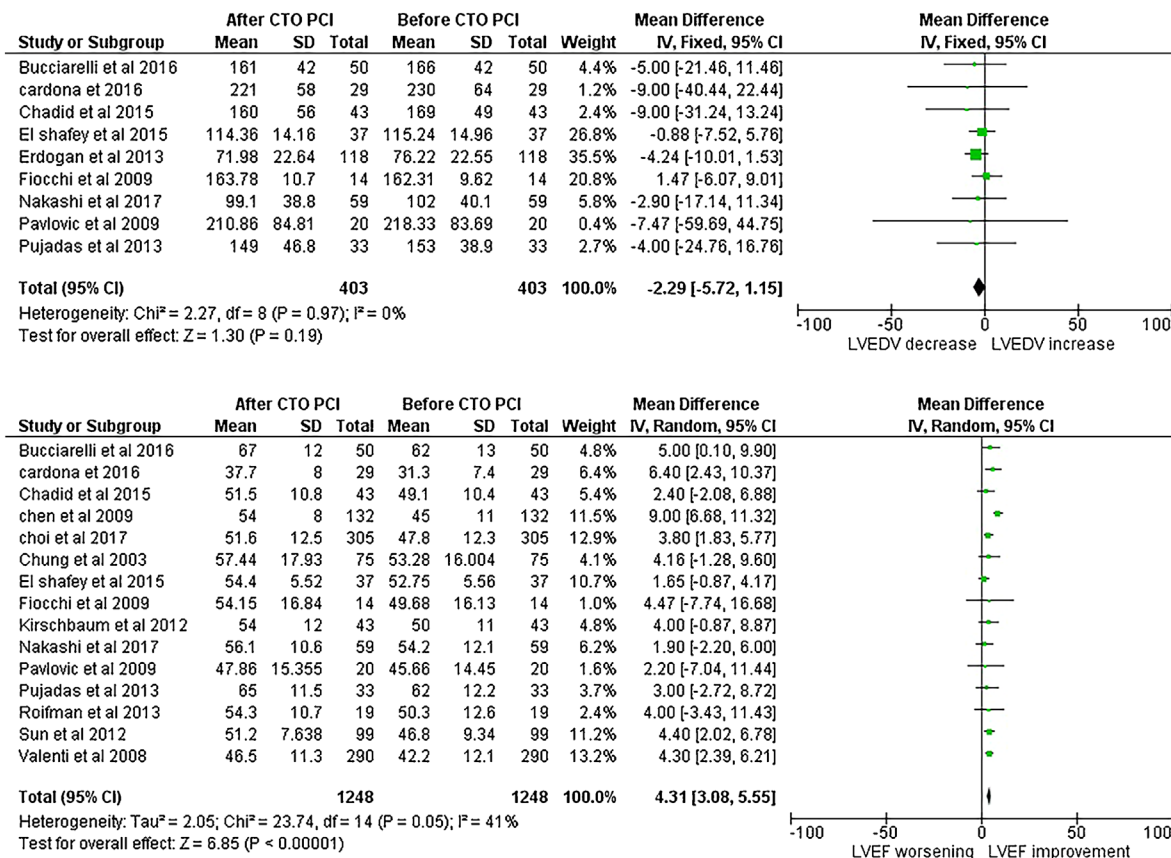 After CTO PCI Before CTO PCI Mean Difference Mean Difference
Study or Subgroup Mean SD Total Mean SD Total Weight IV, Fixed, 95% CI IV, Fixed, 95% CI
Bucciarelli et al 2016 161 42 50 166 42 50 4.4% -5.00 [-21.46, 11.46]
cardona et 2016 221 58 29 230 64 29 1.2% -9.00 [-40.44, 22.44]
Chadid et al 2015 160 56 43 169 49 43 2.4% -9.00 [-31.24, 13.24]
El shafey et al 2015 114.36 14.16 37 115.24 14.96 37 26.8% -0.88 [-7.52, 5.76]
Erdogan et al 2013 71.98 22.64 118 76.22 22.55 118 35.5% -4.24 [-10.01, 1.53]
Fiocchi et al 2009 163.78 10.7 14 162.31 9.62 14 20.8% 1.47 [-6.07, 9.01]
Nakashi et al 2017 99.1 38.8 59 102 40.1 59 5.8% -2.90 [-17.14, 11.34]
Pavlovic et al 2009 210.86 84.81 20 218.33 83.69 20 0.4% -7.47 [-59.69, 44.75]
Pujadas et al 2013 149 46.8 33 153 38.9 33 2.7% -4.00 [-24.76, 16.76]
Total (95% CI) 403 403 100.0% -2.29 [-5.72, 1.15]
Heterogeneity: Chi² = 2.27, df = 8 (P = 0.97); I² = 0%
Test for overall effect: Z = 1.30 (P = 0.19)
-100 -50 0 50 100
LVEDV decrease LVEDV increase
After CTO PCI Before CTO PCI Mean Difference Mean Difference
Study or Subgroup Mean SD Total Mean SD Total Weight IV, Random, 95% CI IV, Random, 95% CI
Bucciarelli et al 2016 67 12 50 62 13 50 4.8% 5.00 [0.10, 9.90]
cardona et 2016 37.7 8 29 31.3 7.4 29 6.4% 6.40 [2.43, 10.37]
Chadid et al 2015 51.5 10.8 43 49.1 10.4 43 5.4% 2.40 [-2.08, 6.88]
chen et al 2009 54 8 132 45 11 132 11.5% 9.00 [6.68, 11.32]
choi et al 2017 51.6 12.5 305 47.8 12.3 305 12.9% 3.80 [1.83, 5.77]
Chung et al 2003 57.44 17.93 75 53.28 16.004 75 4.1% 4.16 [-1.28, 9.60]
El shafey et al 2015 54.4 5.52 37 52.75 5.56 37 10.7% 1.65 [-0.87, 4.17]
Fiocchi et al 2009 54.15 16.84 14 49.68 16.13 14 1.0% 4.47 [-7.74, 16.68]
Kirschbaum et al 2012 54 12 43 50 11 43 4.8% 4.00 [-0.87, 8.87]
Nakashi et al 2017 56.1 10.6 59 54.2 12.1 59 6.2% 1.90 [-2.20, 6.00]
Pavlovic et al 2009 47.86 15.355 20 45.66 14.45 20 1.6% 2.20 [-7.04, 11.44]
Pujadas et al 2013 65 11.5 33 62 12.2 33 3.7% 3.00 [-2.72, 8.72]
Roifman et al 2013 54.3 10.7 19 50.3 12.6 19 2.4% 4.00 [-3.43, 11.43]
Sun et al 2012 51.2 7.638 99 46.8 9.34 99 11.2% 4.40 [2.02, 6.78]
Valenti et al 2008 46.5 11.3 290 42.2 12.1 290 13.2% 4.30 [2.39, 6.21]
Total (95% CI) 1248 1248 100.0% 4.31 [3.08, 5.55]
Heterogeneity: Tau² = 2.05; Chi² = 23.74, df = 14 (P = 0.05); I² = 41%
Test for overall effect: Z = 6.85 (P < 0.00001)
-100 -50 0 50 100
LVEF worsening LVEF improvement